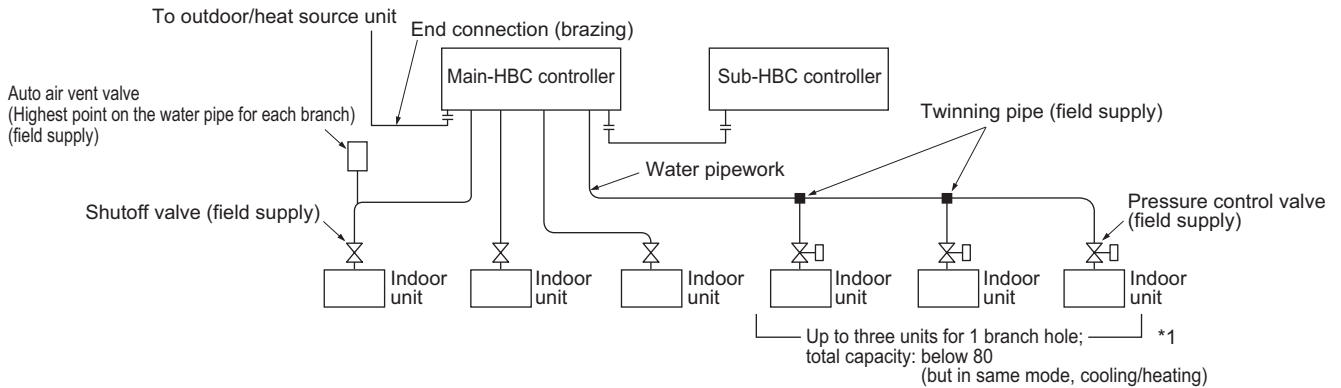 To outdoor/heat source unit
End connection (brazing)
Main-HBC controller
Sub-HBC controller
Auto air vent valve
(Highest point on the water pipe for each branch)
(field supply)
Twinning pipe (field supply)
Water pipework
Shutoff valve (field supply)
Pressure control valve
(field supply)
Indoor
unit
Indoor
unit
Indoor
unit
Indoor
unit
Indoor
unit
Indoor
unit
Up to three units for 1 branch hole;
total capacity: below 80
(but in same mode, cooling/heating)
*1